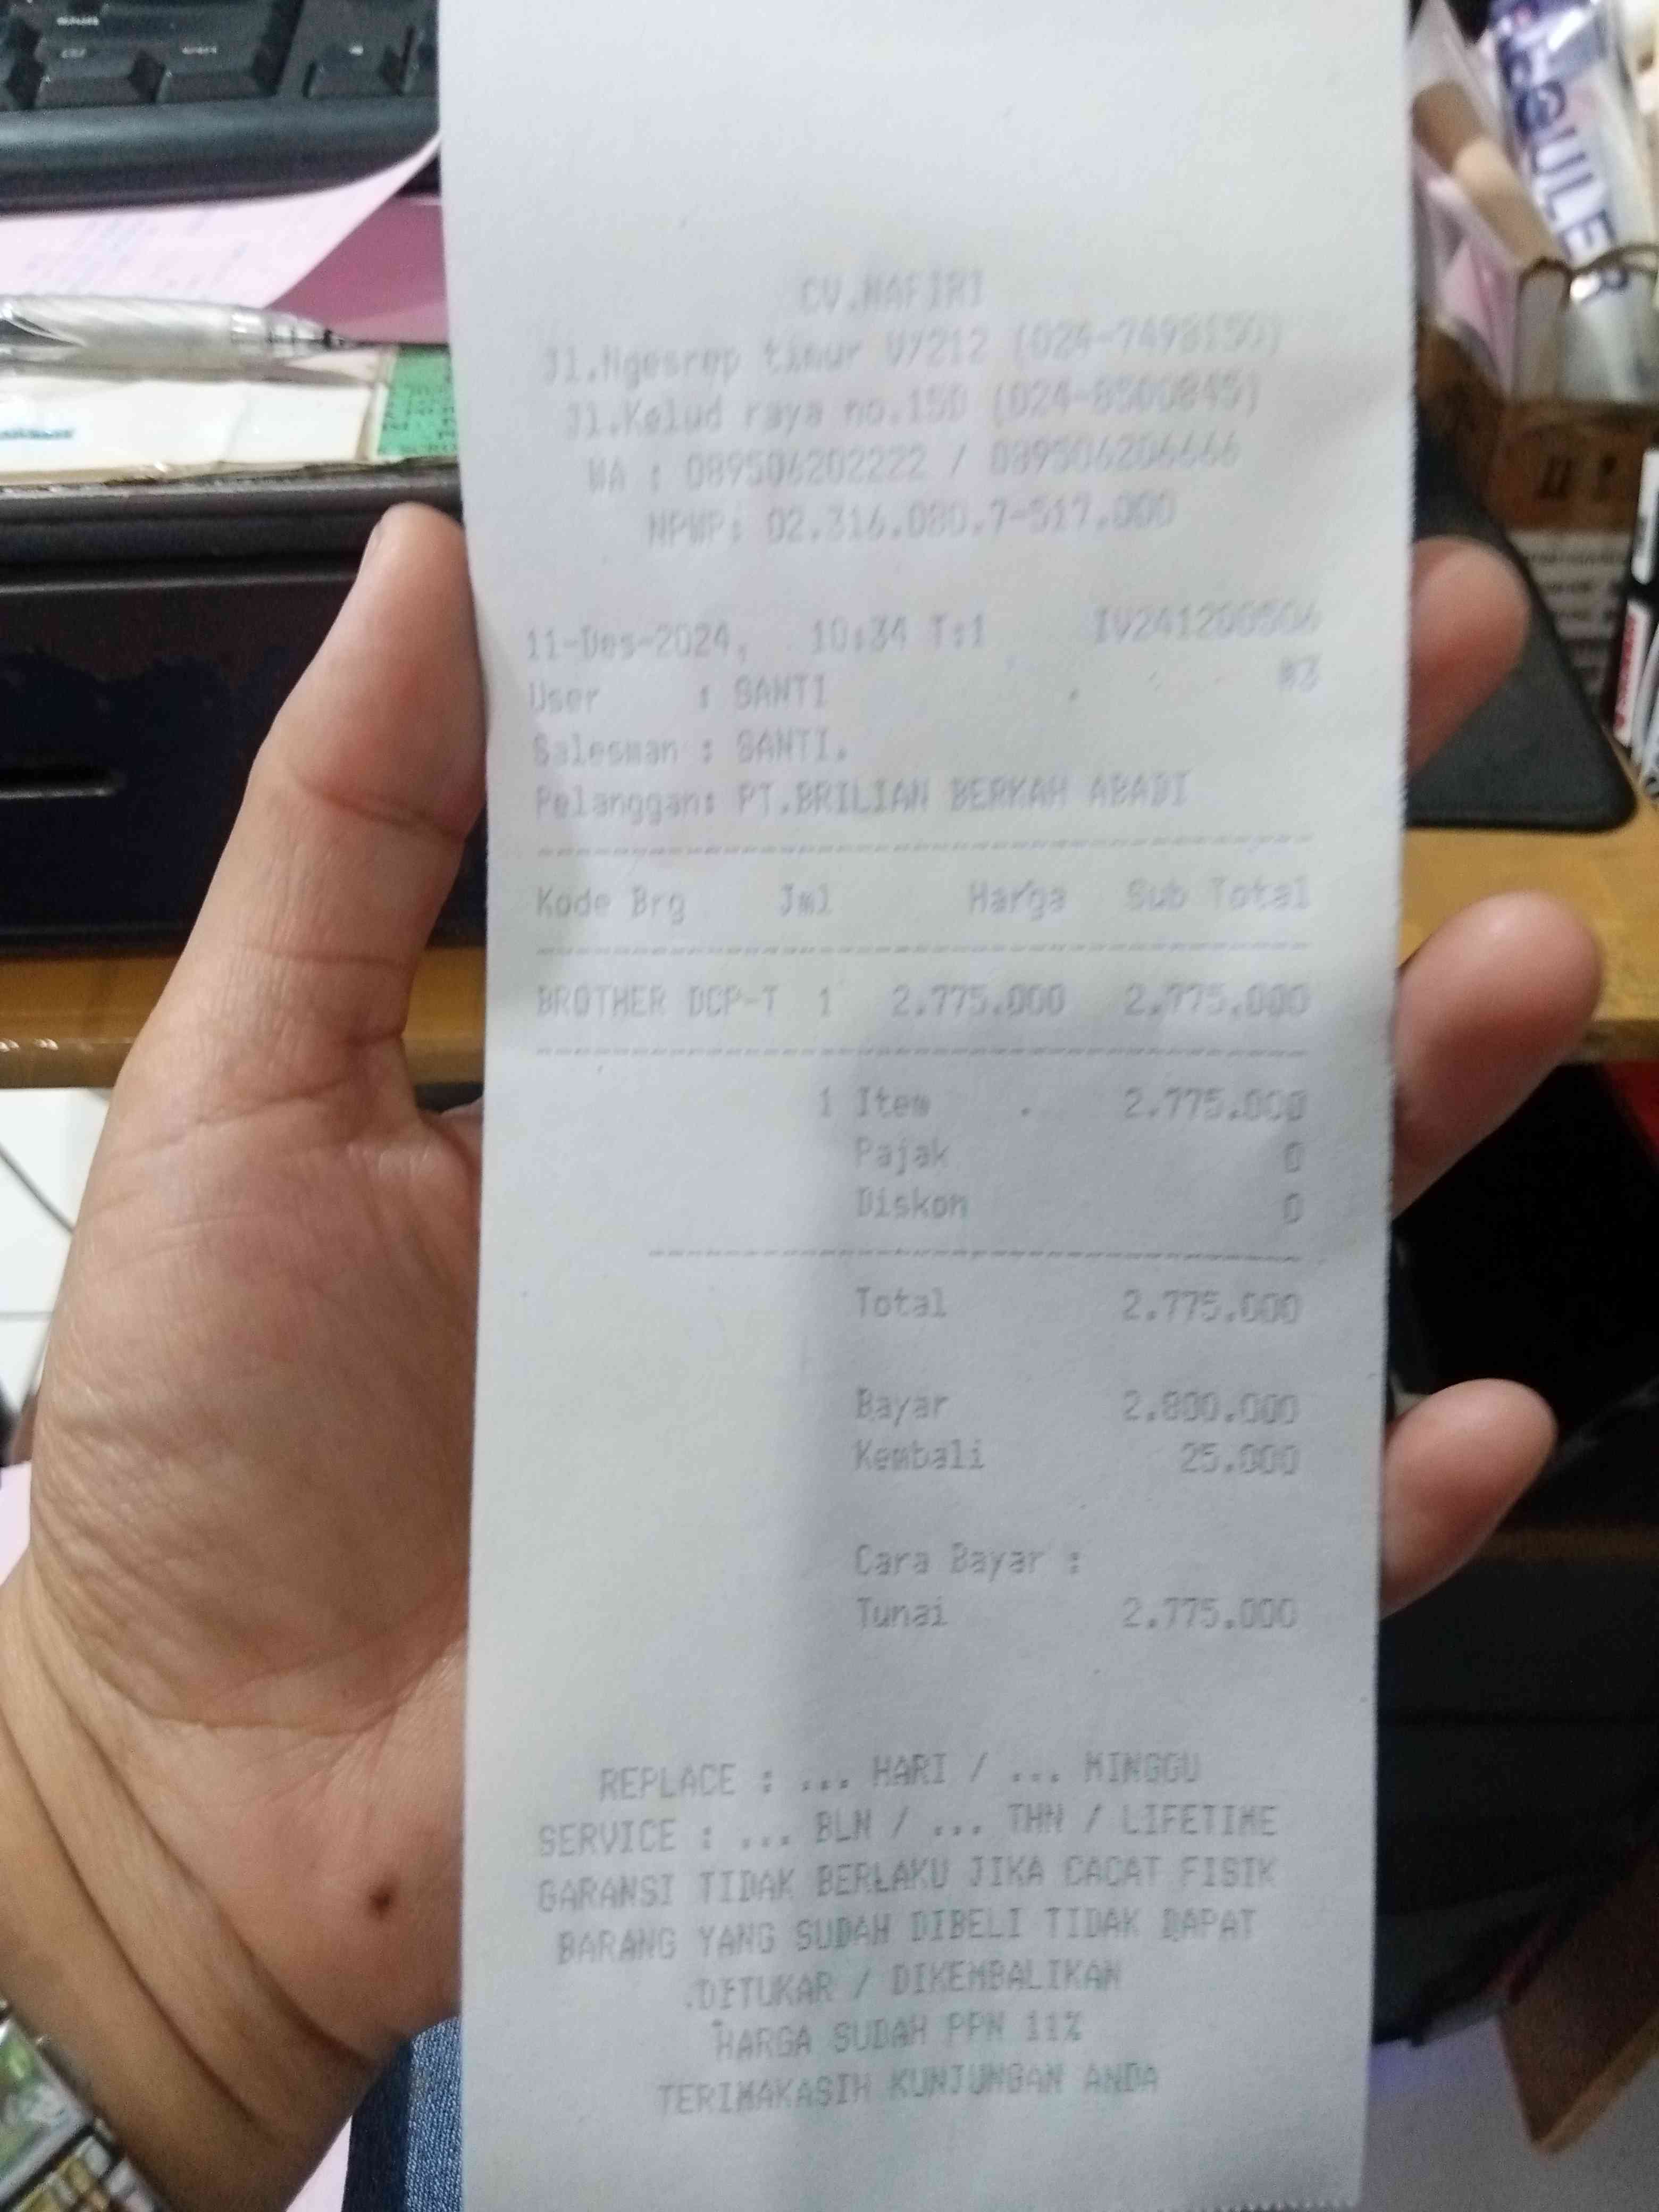 CV.NAFIRI
Jl.Ngesrep timur V/212 (024-7498150)
Jl.Kelud raya no.15D (024-8500845)
WA : 089506202222 / 089506206666
NPWP: 02.316.080.7-517.000
11-Des-2024, 10:34 T:1 IV241200506
User : SANTI #3
Salesman : SANTI.
Pelanggan: PT.BRILIAN BERKAH ABADI
Kode Brg Jml Harga Sub Total
BROTHER DCP-T 1 2.775.000 2.775.000
1 Item 2.775.000
Pajak 0
Diskon 0
Total 2.775.000
Bayar 2.800.000
Kembali 25.000
Cara Bayar :
Tunai 2.775.000
REPLACE : ... HARI / ... MINGGU
SERVICE : ... BLN / ... THN / LIFETIME
GARANSI TIDAK BERLAKU JIKA CACAT FISIK
BARANG YANG SUDAH DIBELI TIDAK DAPAT
DITUKAR / DIKEMBALIKAN
HARGA SUDAH PPN 11%
TERIMAKASIH KUNJUNGAN ANDA